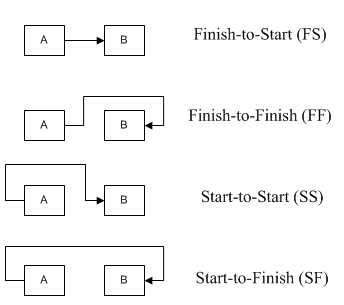 A B Finish-to-Start (FS)
A B Finish-to-Finish (FF)
A B Start-to-Start (SS)
A B Start-to-Finish (SF)